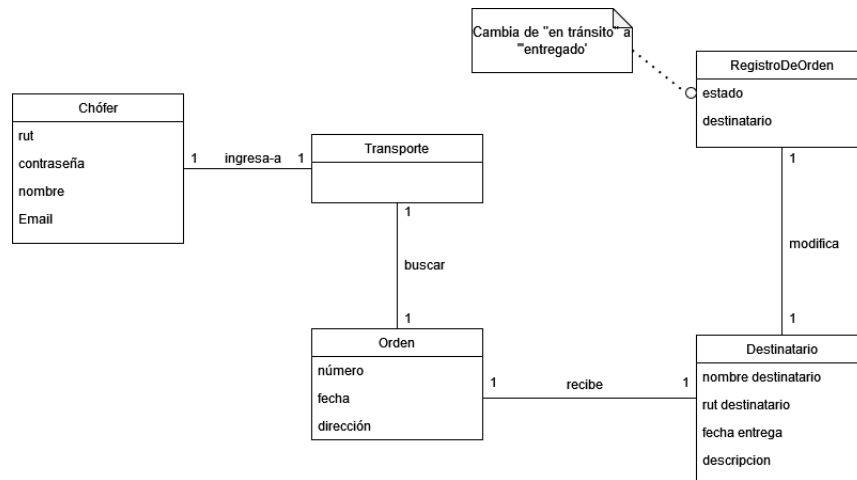 Cambia de "en tránsito" a
"'entregado'
RegistroDeOrden
estado
destinatario
Chófer
rut
contraseña
nombre
Email
1 ingresa-a 1
Transporte
1
buscar
1
1
modifica
1
Orden
número
fecha
dirección
1 recibe 1
Destinatario
nombre destinatario
rut destinatario
fecha entrega
descripcion